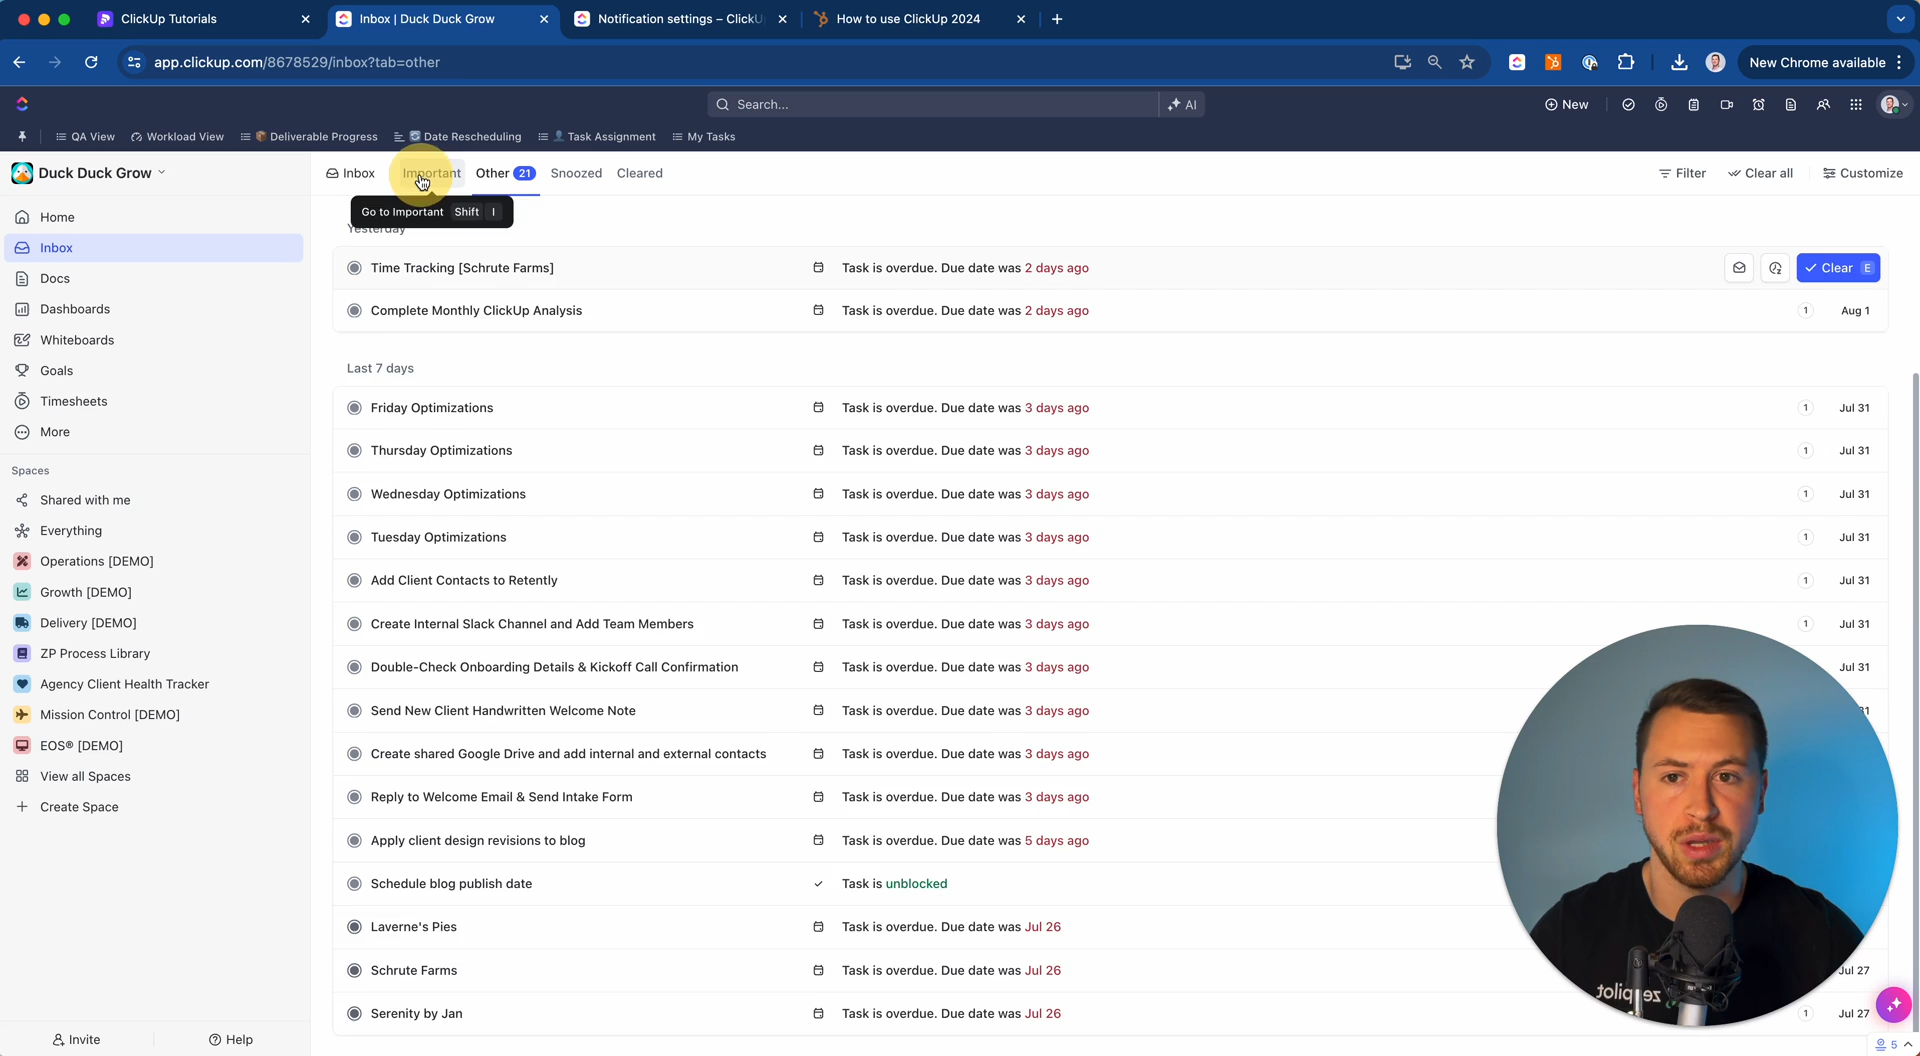 ClickUp Tutorials
Inbox | Duck Duck Grow
Notification settings – ClickU
How to use ClickUp 2024
app.clickup.com/8678529/inbox?tab=other
New Chrome available
Search...
AI
New
QA View
Workload View
Deliverable Progress
Date Rescheduling
Task Assignment
My Tasks
Duck Duck Grow
Inbox
Important
Other 21
Snoozed
Cleared
Filter
Clear all
Customize
Go to Important Shift I
Yesterday
Home
Inbox
Docs
Dashboards
Whiteboards
Goals
Timesheets
More
Spaces
Shared with me
Everything
Operations [DEMO]
Growth [DEMO]
Delivery [DEMO]
ZP Process Library
Agency Client Health Tracker
Mission Control [DEMO]
EOS® [DEMO]
View all Spaces
Create Space
Invite
Help
Time Tracking [Schrute Farms] Task is overdue. Due date was 2 days ago Clear E
Complete Monthly ClickUp Analysis Task is overdue. Due date was 2 days ago 1 Aug 1
Last 7 days
Friday Optimizations Task is overdue. Due date was 3 days ago 1 Jul 31
Thursday Optimizations Task is overdue. Due date was 3 days ago 1 Jul 31
Wednesday Optimizations Task is overdue. Due date was 3 days ago 1 Jul 31
Tuesday Optimizations Task is overdue. Due date was 3 days ago 1 Jul 31
Add Client Contacts to Retently Task is overdue. Due date was 3 days ago 1 Jul 31
Create Internal Slack Channel and Add Team Members Task is overdue. Due date was 3 days ago 1 Jul 31
Double-Check Onboarding Details & Kickoff Call Confirmation Task is overdue. Due date was 3 days ago Jul 31
Send New Client Handwritten Welcome Note Task is overdue. Due date was 3 days ago 31
Create shared Google Drive and add internal and external contacts Task is overdue. Due date was 3 days ago
Reply to Welcome Email & Send Intake Form Task is overdue. Due date was 3 days ago
Apply client design revisions to blog Task is overdue. Due date was 5 days ago
Schedule blog publish date Task is unblocked
Laverne's Pies Task is overdue. Due date was Jul 26
Schrute Farms Task is overdue. Due date was Jul 26 Jul 27
Serenity by Jan Task is overdue. Due date was Jul 26 1 Jul 27
5